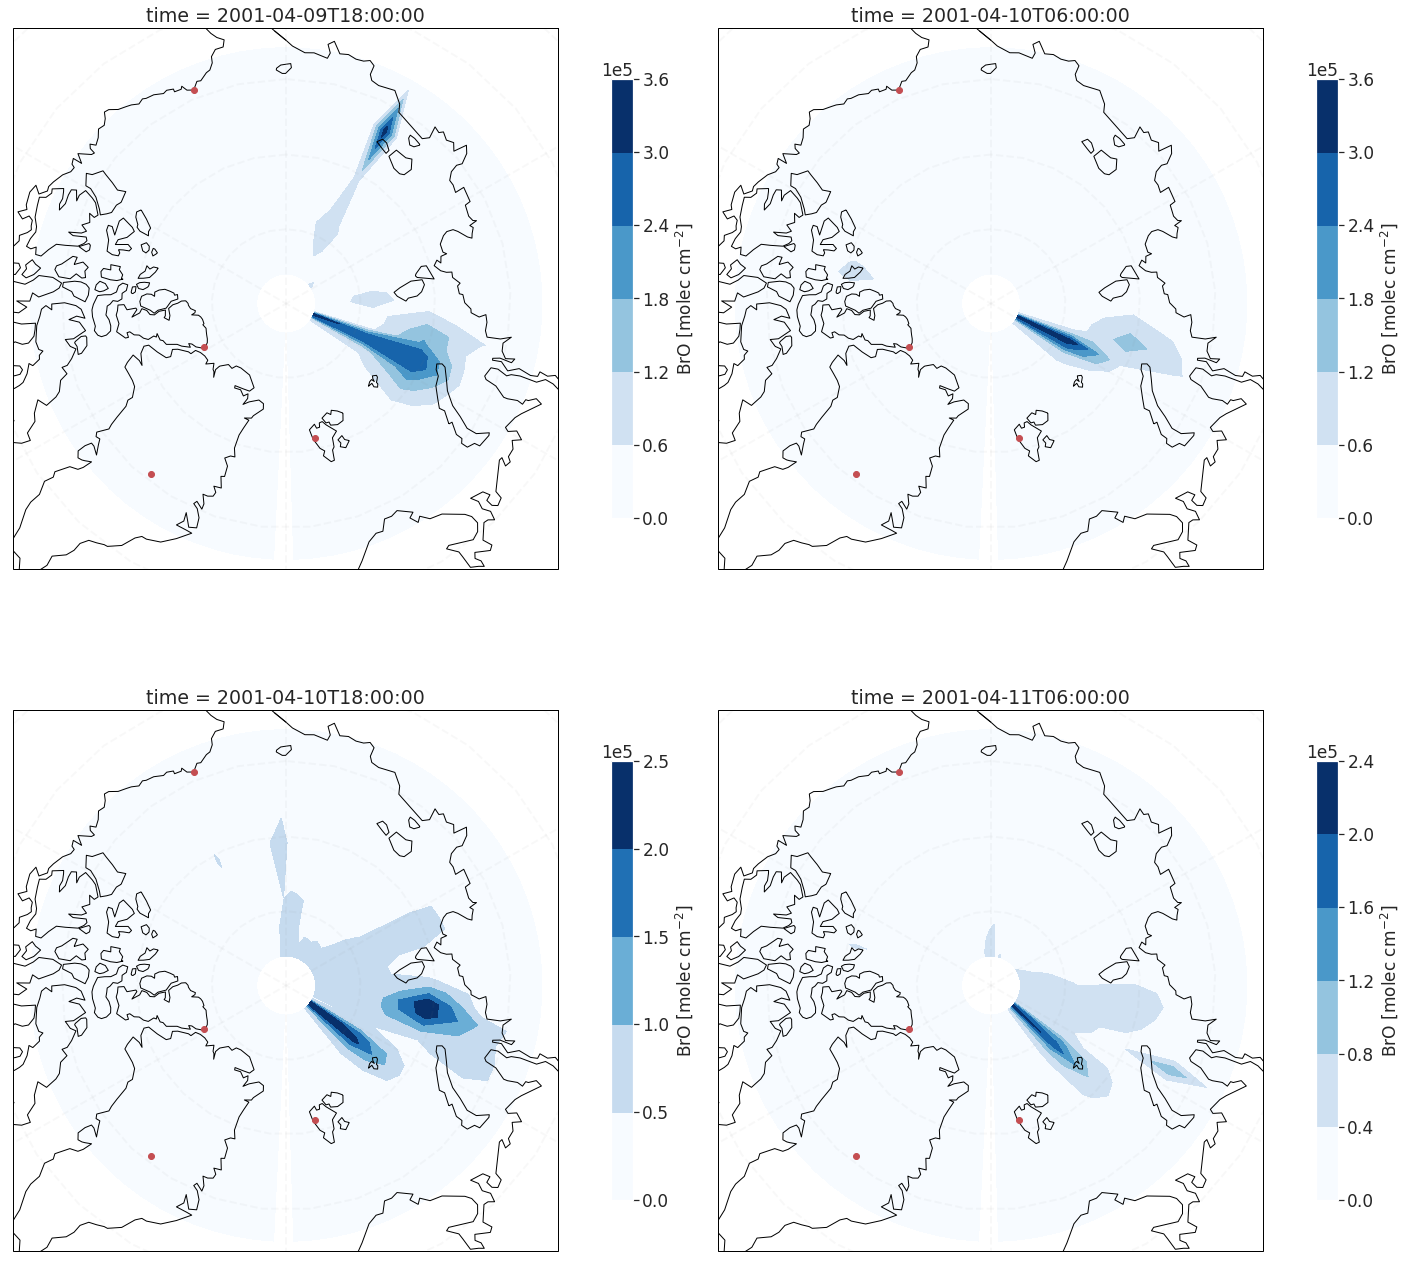 time = 2001-04-09T18:00:00
1e5
3.6
3.0
2.4
1.8
1.2
0.6
0.0
BrO [molec cm⁻²]
time = 2001-04-10T06:00:00
1e5
3.6
3.0
2.4
1.8
1.2
0.6
0.0
BrO [molec cm⁻²]
time = 2001-04-10T18:00:00
1e5
2.5
2.0
1.5
1.0
0.5
0.0
BrO [molec cm⁻²]
time = 2001-04-11T06:00:00
1e5
2.4
2.0
1.6
1.2
0.8
0.4
0.0
BrO [molec cm⁻²]